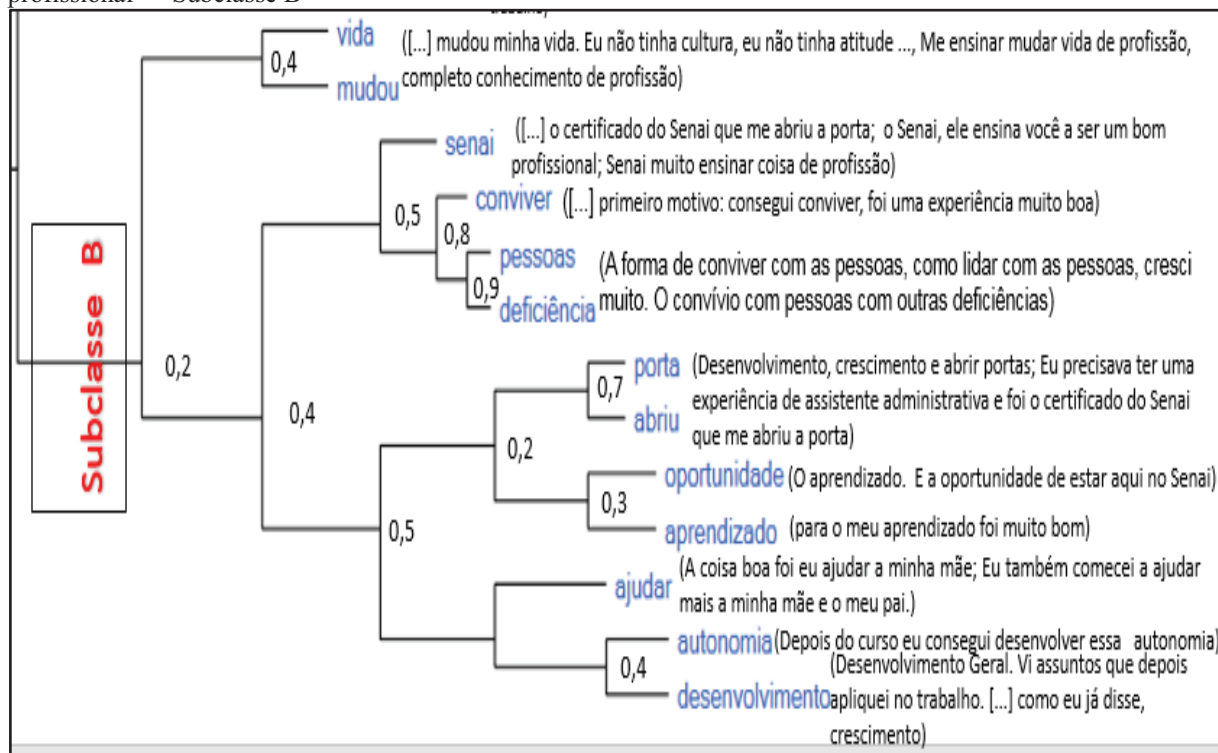 vida
([...] mudou minha vida. Eu não tinha cultura, eu não tinha atitude ..., Me ensinar mudar vida de profissão,
completo conhecimento de profissão)
0,4
mudou
senai
([...] o certificado do Senai que me abriu a porta; o Senai, ele ensina você a ser um bom
profissional; Senai muito ensinar coisa de profissão)
0,5
conviver ([...] primeiro motivo: consegui conviver, foi uma experiência muito boa)
0,8
pessoas
(A forma de conviver com as pessoas, como lidar com as pessoas, cresci
muito. O convívio com pessoas com outras deficiências)
0,9
deficiência
Subclasse B
0,2
0,4
porta
(Desenvolvimento, crescimento e abrir portas; Eu precisava ter uma
experiência de assistente administrativa e foi o certificado do Senai
que me abriu a porta)
0,7
abriu
0,2
oportunidade (O aprendizado. E a oportunidade de estar aqui no Senai)
0,3
aprendizado (para o meu aprendizado foi muito bom)
0,5
ajudar
(A coisa boa foi eu ajudar a minha mãe; Eu também comecei a ajudar
mais a minha mãe e o meu pai.)
autonomia (Depois do curso eu consegui desenvolver essa autonomia)
0,4
desenvolvimento
(Desenvolvimento Geral. Vi assuntos que depois
apliquei no trabalho. [...] como eu já disse,
crescimento)